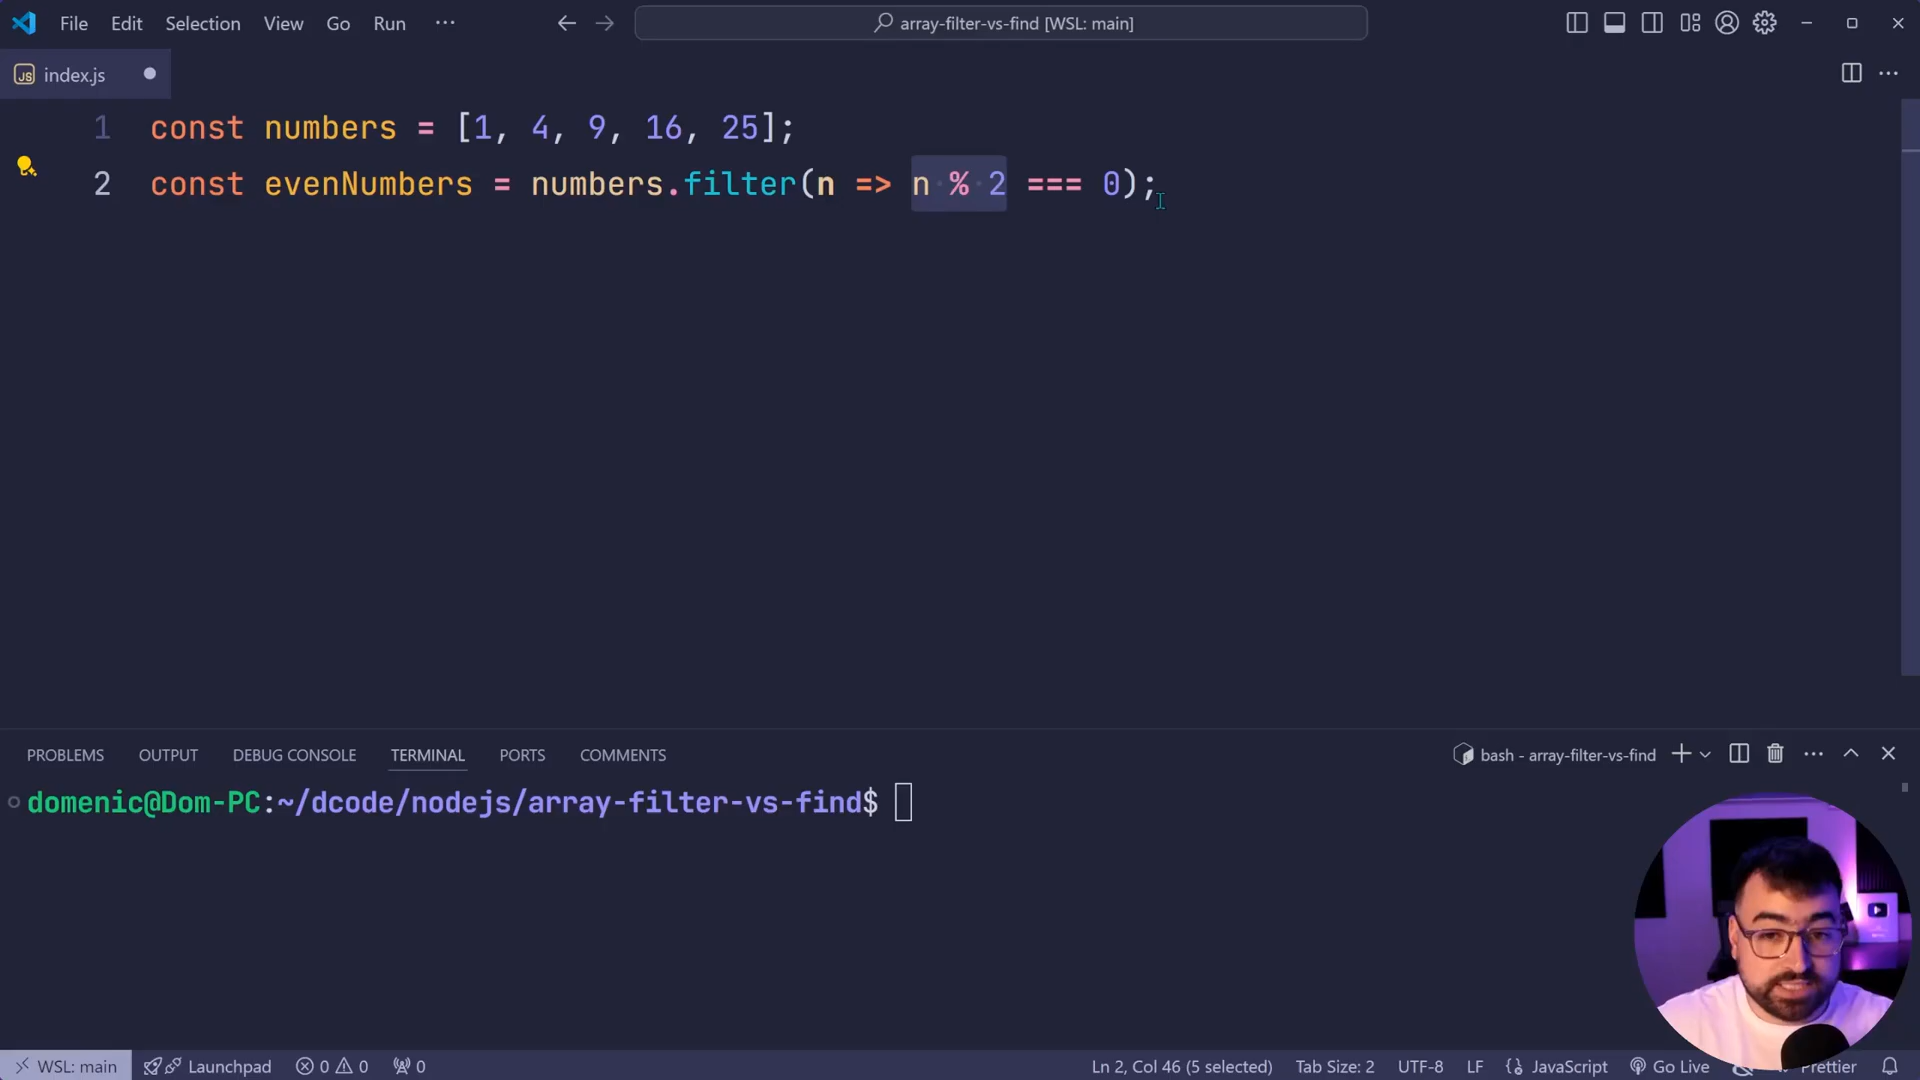 File Edit Selection View Go Run ···
array-filter-vs-find [WSL: main]
JS index.js
1 const numbers = [1, 4, 9, 16, 25];
2 const evenNumbers = numbers.filter(n => n % 2 === 0);
PROBLEMS OUTPUT DEBUG CONSOLE TERMINAL PORTS COMMENTS
bash - array-filter-vs-find
domenic@Dom-PC:~/dcode/nodejs/array-filter-vs-find$
WSL: main Launchpad 0 0 0 Ln 2, Col 46 (5 selected) Tab Size: 2 UTF-8 LF {} JavaScript Go Live Prettier